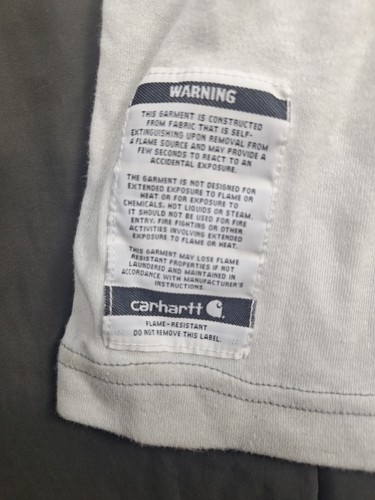 WARNING
THIS GARMENT IS CONSTRUCTED
FROM FABRIC THAT IS SELF-
EXTINGUISHING UPON REMOVAL FROM
A FLAME SOURCE AND MAY PROVIDE A
FEW SECONDS TO REACT TO AN
ACCIDENTAL EXPOSURE.
THE GARMENT IS NOT DESIGNED FOR
EXTENDED EXPOSURE TO FLAME OR
HEAT OR FOR EXPOSURE TO
CHEMICALS, HOT LIQUIDS OR STEAM.
IT SHOULD NOT BE USED FOR FIRE
ENTRY, FIRE FIGHTING OR OTHER
ACTIVITIES INVOLVING EXTENDED
EXPOSURE TO FLAME OR HEAT.
THIS GARMENT MAY LOSE FLAME
RESISTANT PROPERTIES IF NOT
LAUNDERED AND MAINTAINED IN
ACCORDANCE WITH MANUFACTURER'S
INSTRUCTIONS.
carhartt
FLAME-RESISTANT
DO NOT REMOVE THIS LABEL.